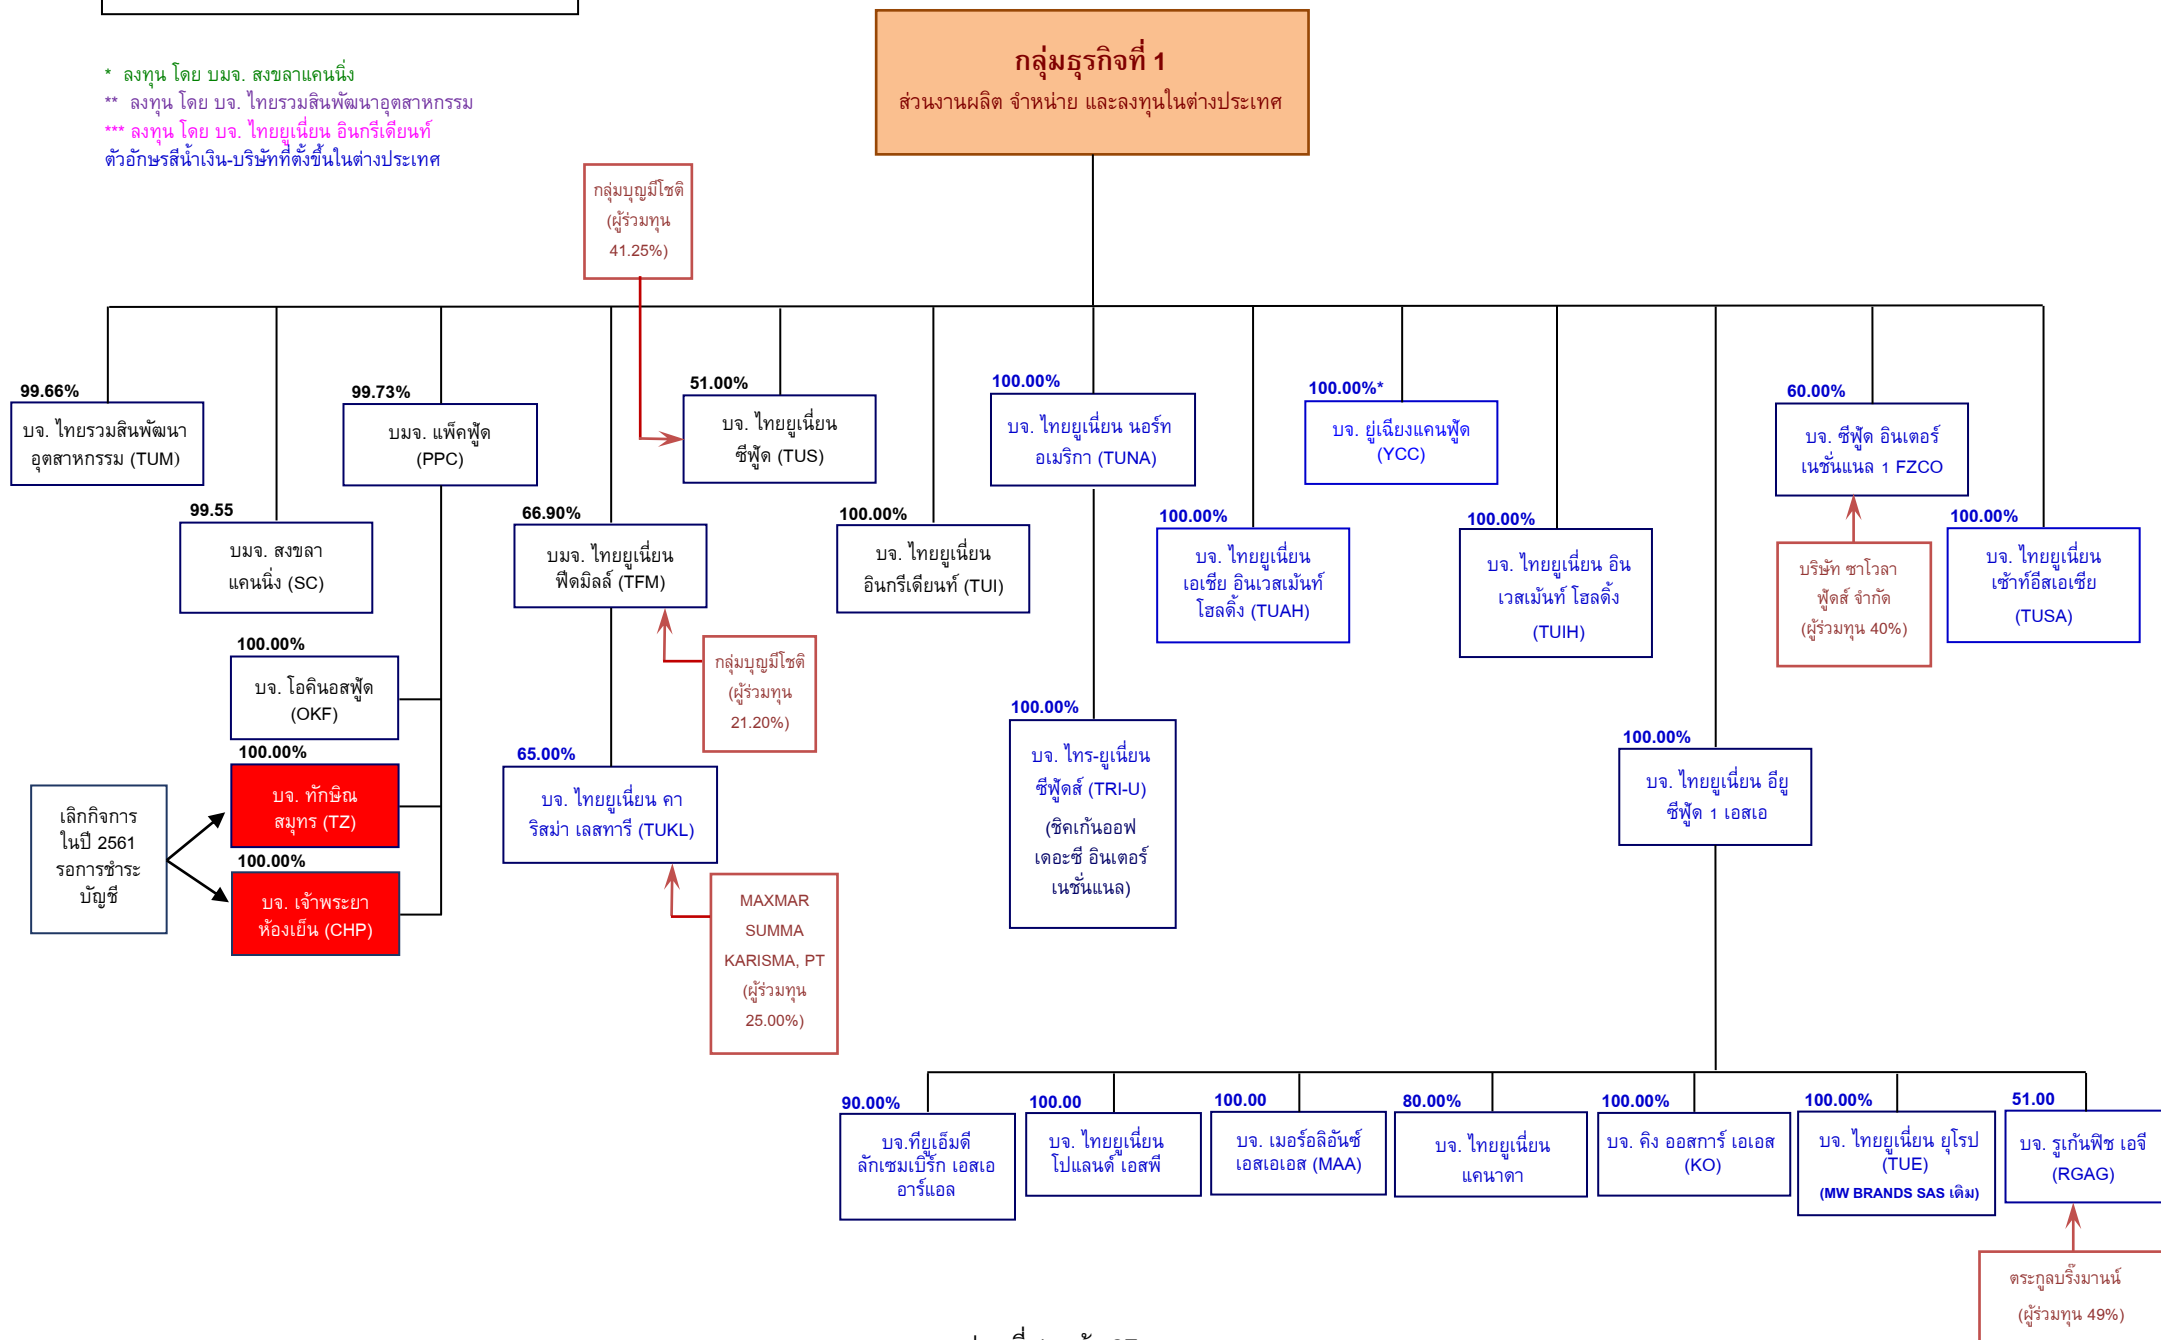 กลุ่มธุรกิจที่ 1
ส่วนงานผลิต จำหน่าย และลงทุนในต่างประเทศ
* ลงทุน โดย บมจ. สงขลาแคนนิ่ง
** ลงทุน โดย บจ. ไทยรวมสินพัฒนาอุตสาหกรรม
*** ลงทุน โดย บจ. ไทยยูเนี่ยน อินกรีเดียนท์
ตัวอักษรสีน้ำเงิน-บริษัทที่ตั้งขึ้นในต่างประเทศ
กลุ่มบุญมีโชติ
(ผู้ร่วมทุน
41.25%)
99.66%
บจ. ไทยรวมสินพัฒนา
อุตสาหกรรม (TUM)
99.55
บมจ. สงขลา
แคนนิ่ง (SC)
99.73%
บมจ. แพ็คฟู้ด
(PPC)
100.00%
บจ. โอคินอสฟู้ด
(OKF)
100.00%
บจ. ทักษิณ
สมุทร (TZ)
100.00%
บจ. เจ้าพระยา
ห้องเย็น (CHP)
เลิกกิจการ
ในปี 2561
รอการชำระ
บัญชี
66.90%
บมจ. ไทยยูเนี่ยน
ฟีดมิลล์ (TFM)
กลุ่มบุญมีโชติ
(ผู้ร่วมทุน
21.20%)
65.00%
บจ. ไทยยูเนี่ยน คา
ริสม่า เลสทารี (TUKL)
MAXMAR
SUMMA
KARISMA, PT
(ผู้ร่วมทุน
25.00%)
51.00%
บจ. ไทยยูเนี่ยน
ซีฟู้ด (TUS)
100.00%
บจ. ไทยยูเนี่ยน
อินกรีเดียนท์ (TUI)
100.00%
บจ. ไทยยูเนี่ยน นอร์ท
อเมริกา (TUNA)
100.00%
บจ. ไทร-ยูเนี่ยน
ซีฟู้ดส์ (TRI-U)
(ชิคเก้นออฟ
เดอะซี อินเตอร์
เนชั่นแนล)
100.00%
บจ. ไทยยูเนี่ยน
เอเชีย อินเวสเม้นท์
โฮลดิ้ง (TUAH)
100.00%*
บจ. ยู่เฉียงแคนฟู้ด
(YCC)
100.00%
บจ. ไทยยูเนี่ยน อิน
เวสเม้นท์ โฮลดิ้ง
(TUIH)
100.00%
บจ. ไทยยูเนี่ยน อียู
ซีฟู้ด 1 เอสเอ
60.00%
บจ. ซีฟู้ด อินเตอร์
เนชั่นแนล 1 FZCO
บริษัท ซาโวลา
ฟู้ดส์ จำกัด
(ผู้ร่วมทุน 40%)
100.00%
บจ. ไทยยูเนี่ยน
เซ้าท์อีสเอเซีย
(TUSA)
90.00%
บจ.ทียูเอ็มดี
ลักเซมเบิร์ก เอสเอ
อาร์แอล
100.00
บจ. ไทยยูเนี่ยน
โปแลนด์ เอสพี
100.00
บจ. เมอร์อลิอันซ์
เอสเอเอส (MAA)
80.00%
บจ. ไทยยูเนี่ยน
แคนาดา
100.00%
บจ. คิง ออสการ์ เอเอส
(KO)
100.00%
บจ. ไทยยูเนี่ยน ยุโรป
(TUE)
(MW BRANDS SAS เดิม)
51.00
บจ. รูเก้นฟิช เอจี
(RGAG)
ตระกูลบริ๊งมานน์
(ผู้ร่วมทุน 49%)